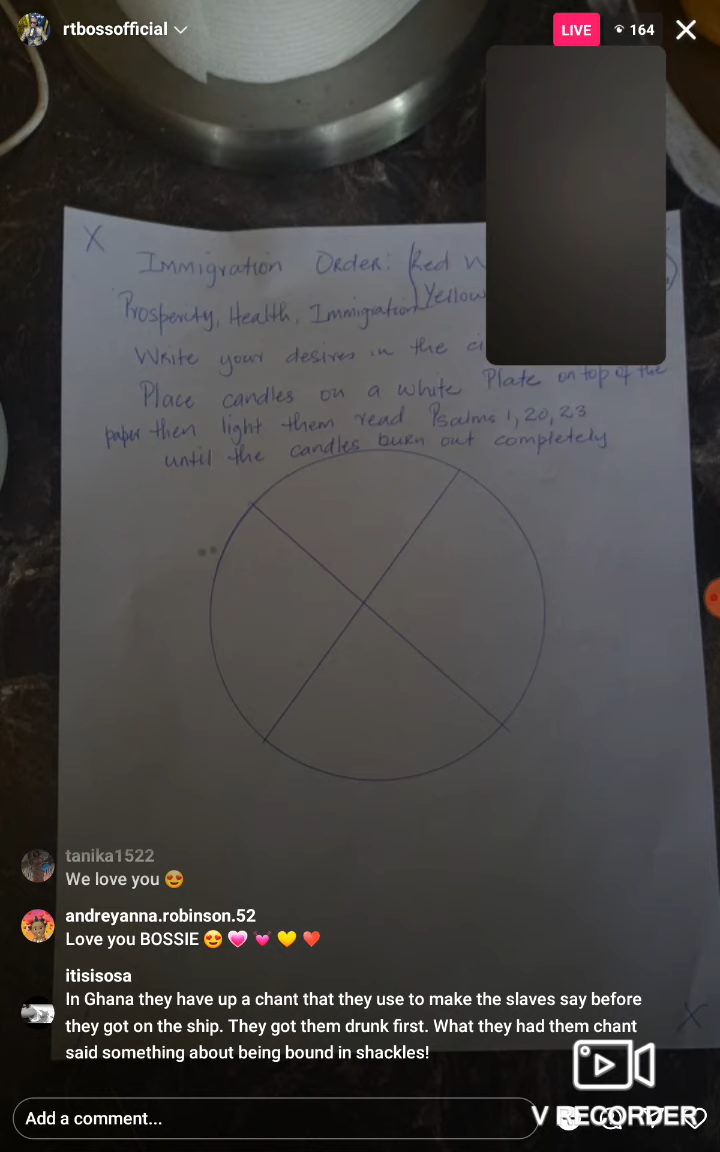 rtbossofficial
LIVE
164
X
Immigration Order: Red
Prosperity, Health, Immigration Yellow
Write your desires in the
Place candles on a white Plate on top of the
paper then light them read Psalms 1, 20, 23
until the candles burn out completely
tanika1522
We love you 😍
andreyanna.robinson.52
Love you BOSSIE 😍 💗 💓 💛 ❤️
itisisosa
In Ghana they have up a chant that they use to make the slaves say before
they got on the ship. They got them drunk first. What they had them chant
said something about being bound in shackles!
X
Add a comment...
V RECORDER